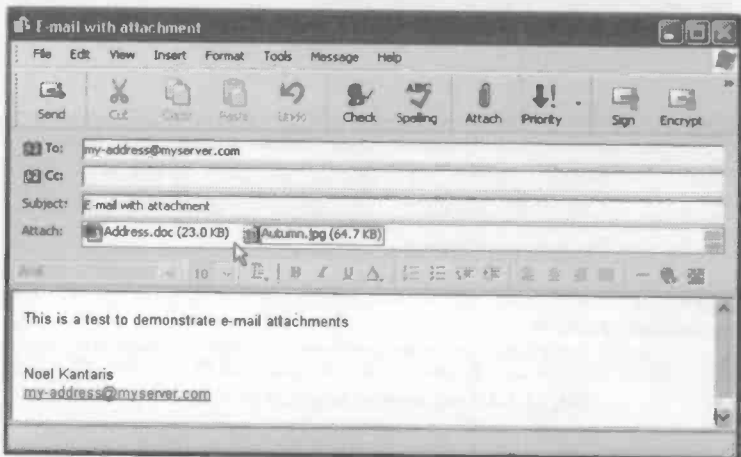 E-mail with attachment
File Edit View Insert Format Tools Message Help
Send Cut Copy Paste Undo Check Spelling Attach Priority Sign Encrypt
To: my-address@myserver.com
Cc:
Subject: E-mail with attachment
Attach: Address.doc (23.0 KB) Autumn.jpg (64.7 KB)
10 B I U A
This is a test to demonstrate e-mail attachments
Noel Kantaris
my-address@myserver.com